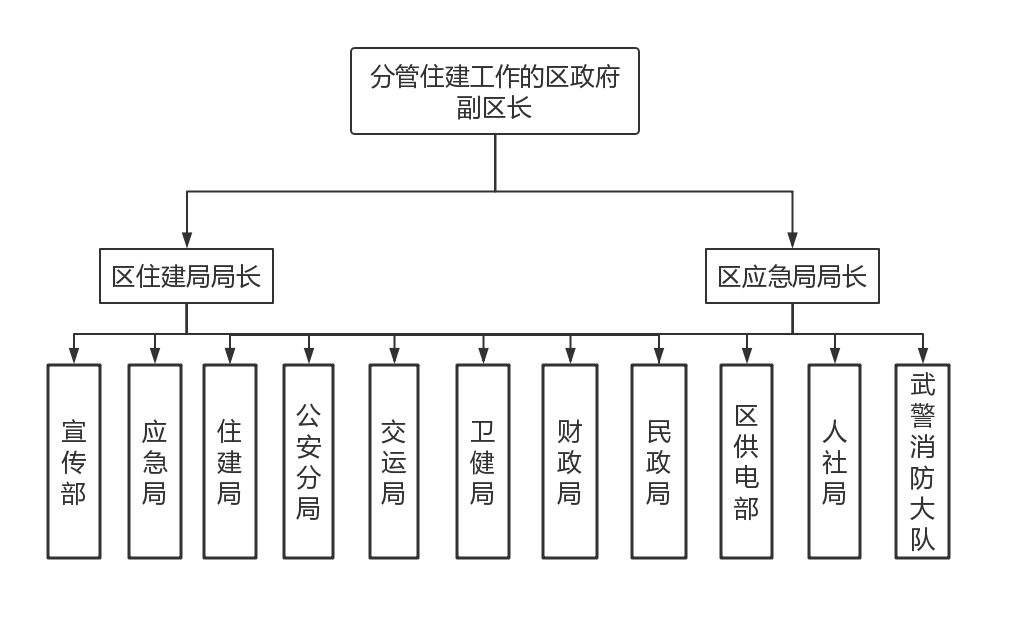 分管住建工作的区政府
副区长
区住建局局长
区应急局局长
宣传部
应急局
住建局
公安分局
交运局
卫健局
财政局
民政局
区供电部
人社局
武警消防大队